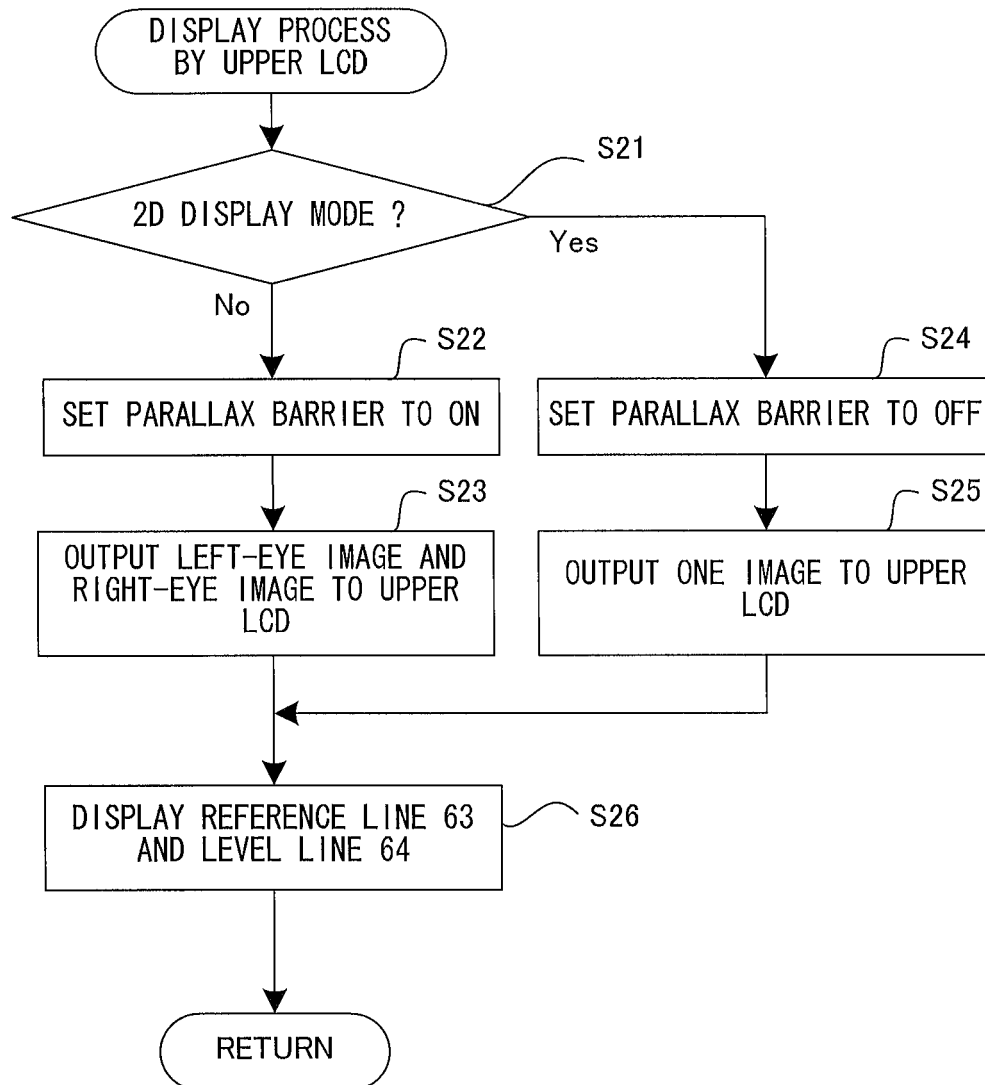 DISPLAY PROCESS
BY UPPER LCD
S21
2D DISPLAY MODE ?
Yes
No
S22
SET PARALLAX BARRIER TO ON
S24
SET PARALLAX BARRIER TO OFF
S23
OUTPUT LEFT-EYE IMAGE AND
RIGHT-EYE IMAGE TO UPPER
LCD
S25
OUTPUT ONE IMAGE TO UPPER
LCD
S26
DISPLAY REFERENCE LINE 63
AND LEVEL LINE 64
RETURN